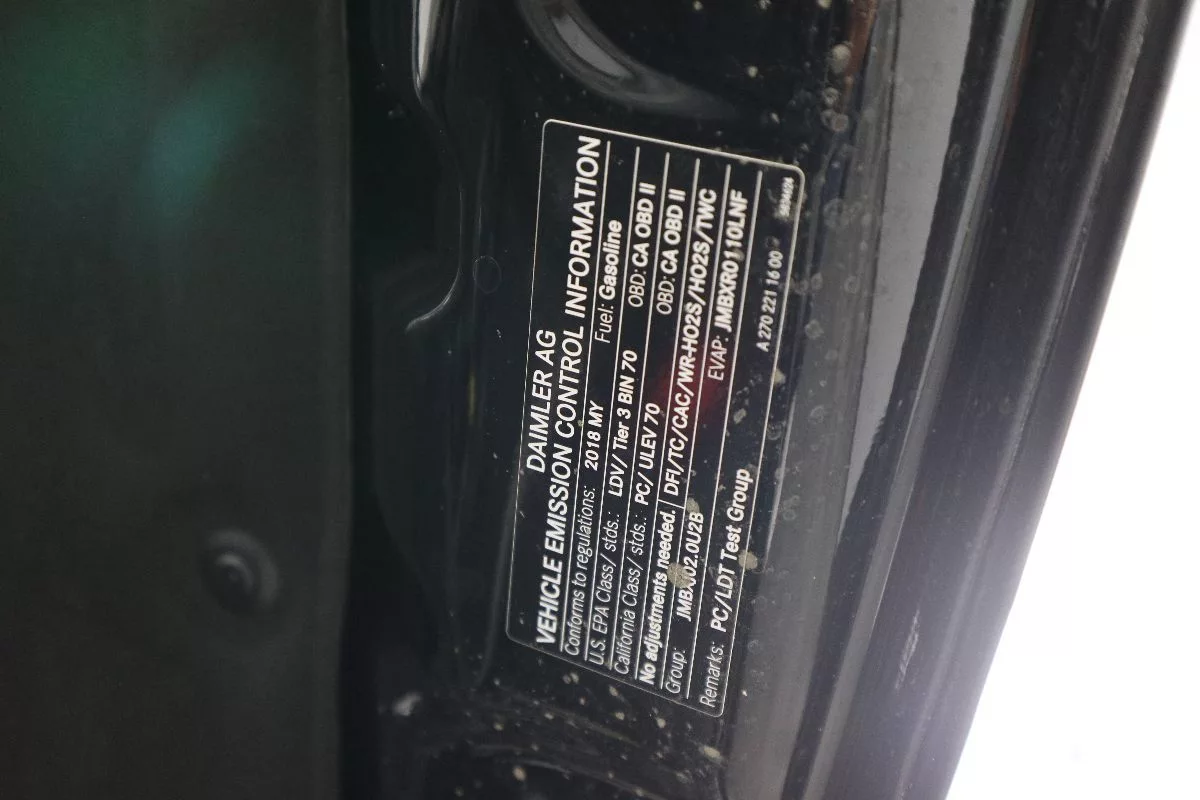 DAIMLER AG
VEHICLE EMISSION CONTROL INFORMATION
Conforms to regulations: 2018 MY Fuel: Gasoline
U.S. EPA Class/ stds.: LDV/ Tier 3 BIN 70 OBD: CA OBD II
California Class/ stds.: PC/ ULEV 70 OBD: CA OBD II
No adjustments needed. DFI/TC/CAC/WR-HO2S/HO2S/TWC
Group: JMBXJ02.0U2B EVAP: JMBXR0110LNF
Remarks: PC/LDT Test Group
A 270 221 16 00